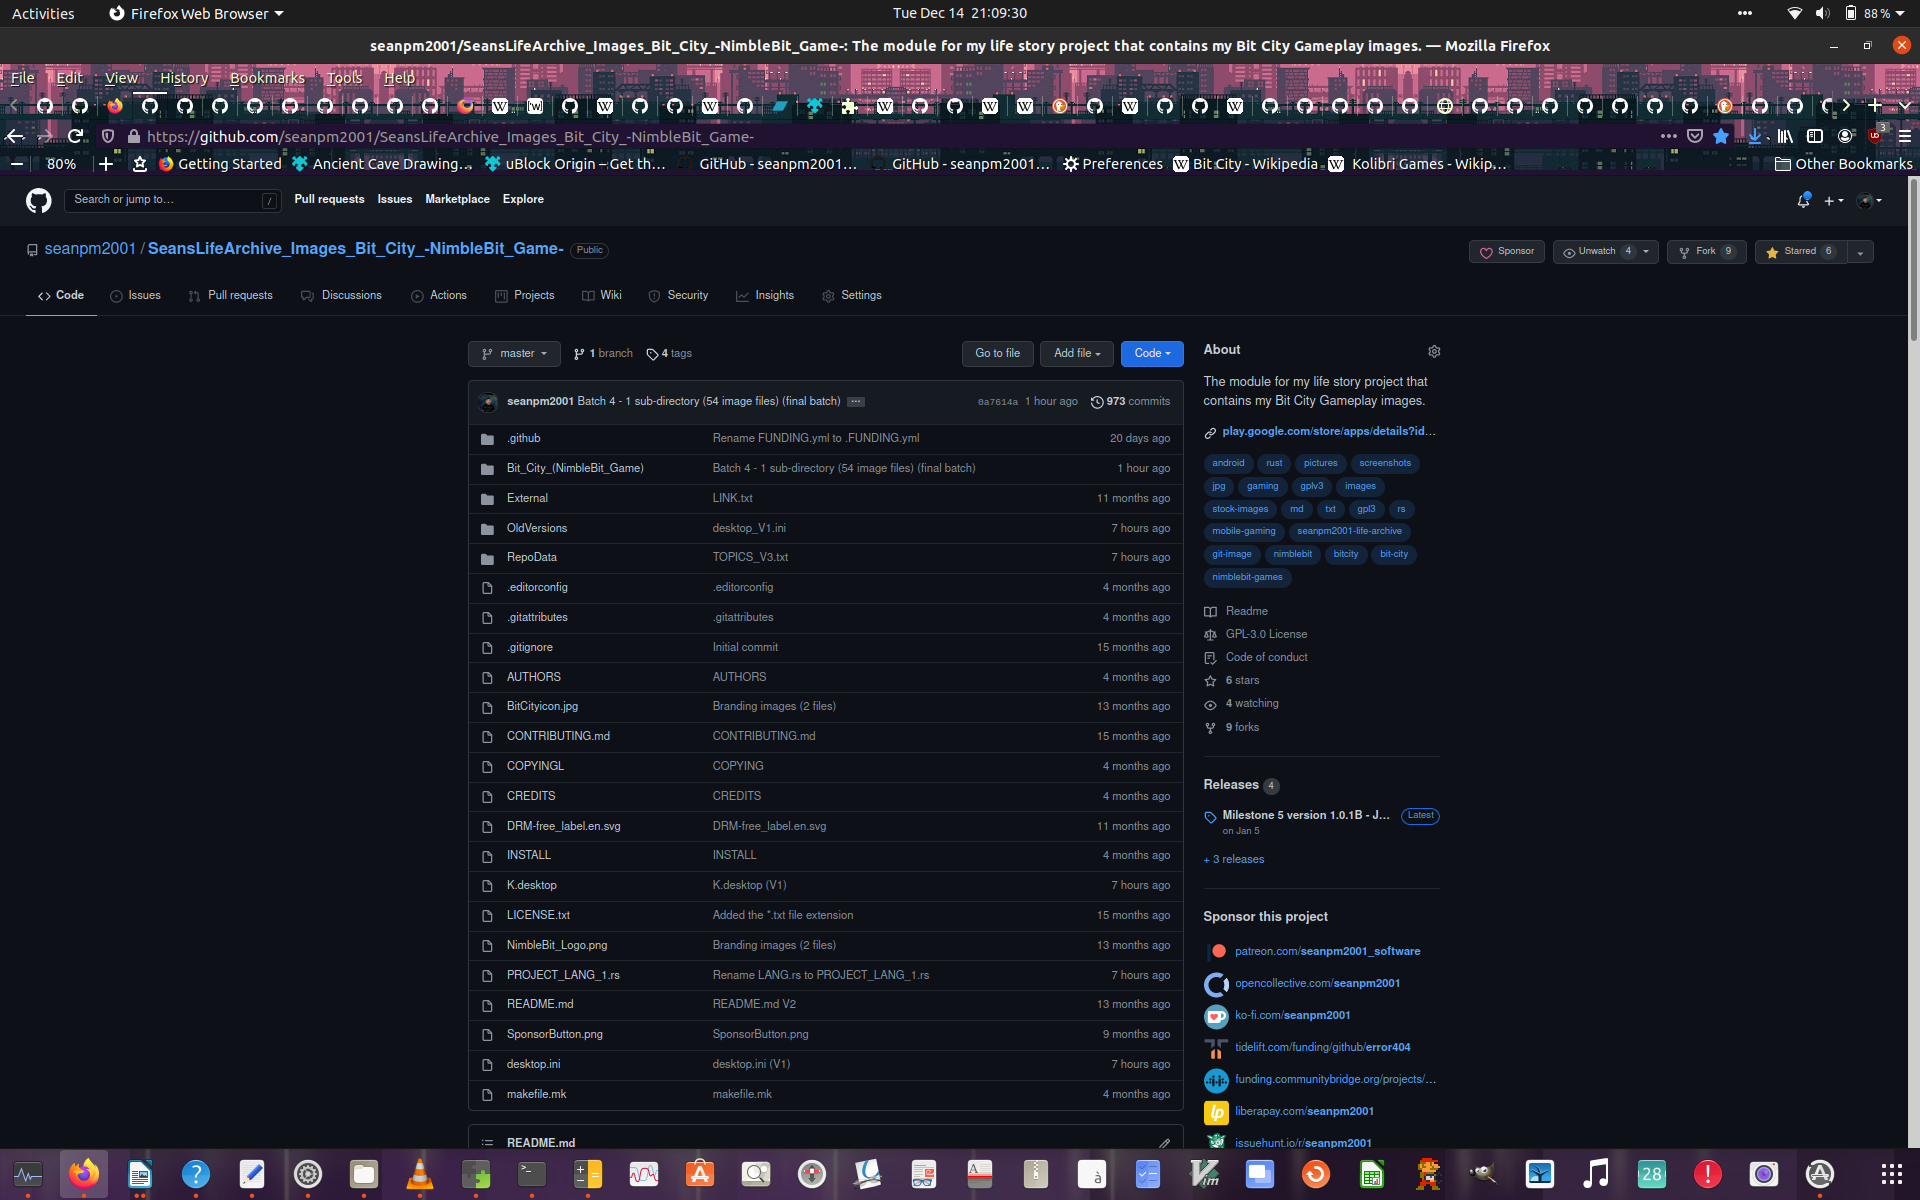 Activities
Firefox Web Browser
Tue Dec 14 21:09:30
88 %
seanpm2001/SeansLifeArchive_Images_Bit_City_-NimbleBit_Game-: The module for my life story project that contains my Bit City Gameplay images. — Mozilla Firefox
File Edit View History Bookmarks Tools Help
https://github.com/seanpm2001/SeansLifeArchive_Images_Bit_City_-NimbleBit_Game-
3
80% Getting Started Ancient Cave Drawing… uBlock Origin – Get th… GitHub - seanpm2001… GitHub - seanpm2001… Preferences Bit City - Wikipedia Kolibri Games - Wikip… Other Bookmarks
Search or jump to… / Pull requests Issues Marketplace Explore
seanpm2001 / SeansLifeArchive_Images_Bit_City_-NimbleBit_Game- Public
Sponsor Unwatch 4 Fork 9 Starred 6
Code Issues Pull requests Discussions Actions Projects Wiki Security Insights Settings
master 1 branch 4 tags Go to file Add file Code
seanpm2001 Batch 4 - 1 sub-directory (54 image files) (final batch) ... 0a7614a 1 hour ago 973 commits
.github Rename FUNDING.yml to .FUNDING.yml 20 days ago
Bit_City_(NimbleBit_Game) Batch 4 - 1 sub-directory (54 image files) (final batch) 1 hour ago
External LINK.txt 11 months ago
OldVersions desktop_V1.ini 7 hours ago
RepoData TOPICS_V3.txt 7 hours ago
.editorconfig .editorconfig 4 months ago
.gitattributes .gitattributes 4 months ago
.gitignore Initial commit 15 months ago
AUTHORS AUTHORS 4 months ago
BitCityicon.jpg Branding images (2 files) 13 months ago
CONTRIBUTING.md CONTRIBUTING.md 15 months ago
COPYINGL COPYING 4 months ago
CREDITS CREDITS 4 months ago
DRM-free_label.en.svg DRM-free_label.en.svg 11 months ago
INSTALL INSTALL 4 months ago
K.desktop K.desktop (V1) 7 hours ago
LICENSE.txt Added the *.txt file extension 15 months ago
NimbleBit_Logo.png Branding images (2 files) 13 months ago
PROJECT_LANG_1.rs Rename LANG.rs to PROJECT_LANG_1.rs 7 hours ago
README.md README.md V2 13 months ago
SponsorButton.png SponsorButton.png 9 months ago
desktop.ini desktop.ini (V1) 7 hours ago
makefile.mk makefile.mk 4 months ago
README.md
About
The module for my life story project that
contains my Bit City Gameplay images.
play.google.com/store/apps/details?id…
android rust pictures screenshots
jpg gaming gplv3 images
stock-images md txt gpl3 rs
mobile-gaming seanpm2001-life-archive
git-image nimblebit bitcity bit-city
nimblebit-games
Readme
GPL-3.0 License
Code of conduct
6 stars
4 watching
9 forks
Releases 4
Milestone 5 version 1.0.1B - J… Latest
on Jan 5
+ 3 releases
Sponsor this project
patreon.com/seanpm2001_software
opencollective.com/seanpm2001
ko-fi.com/seanpm2001
tidelift.com/funding/github/error404
funding.communitybridge.org/projects/…
liberapay.com/seanpm2001
issuehunt.io/r/seanpm2001
28